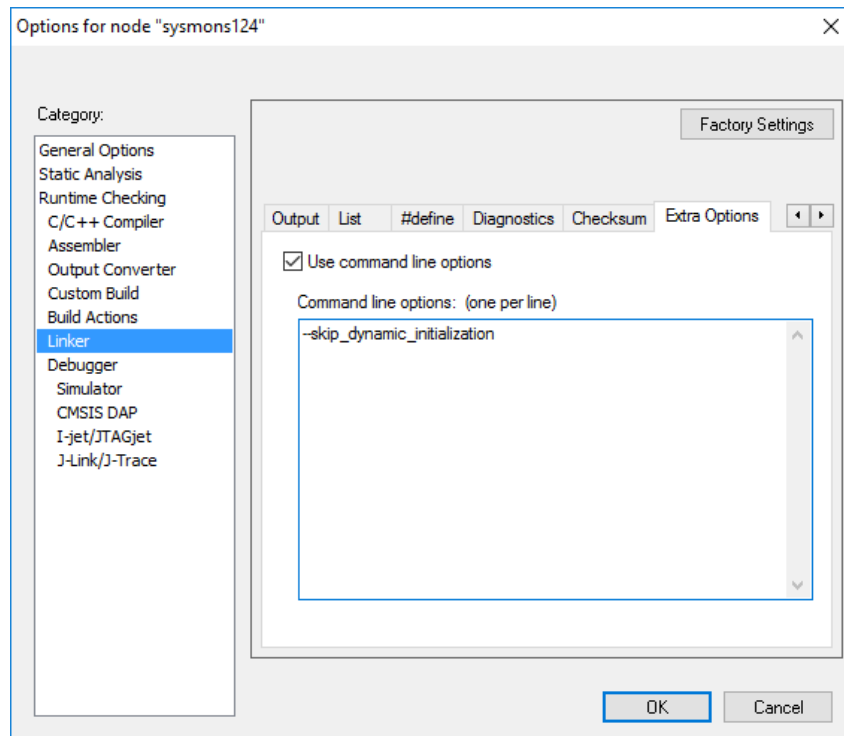 Options for node "sysmons124"
Category:
Factory Settings
General Options
Static Analysis
Runtime Checking
C/C++ Compiler
Assembler
Output Converter
Custom Build
Build Actions
Linker
Debugger
Simulator
CMSIS DAP
I-jet/JTAGjet
J-Link/J-Trace
Output List #define Diagnostics Checksum Extra Options
Use command line options
Command line options: (one per line)
--skip_dynamic_initialization
OK Cancel